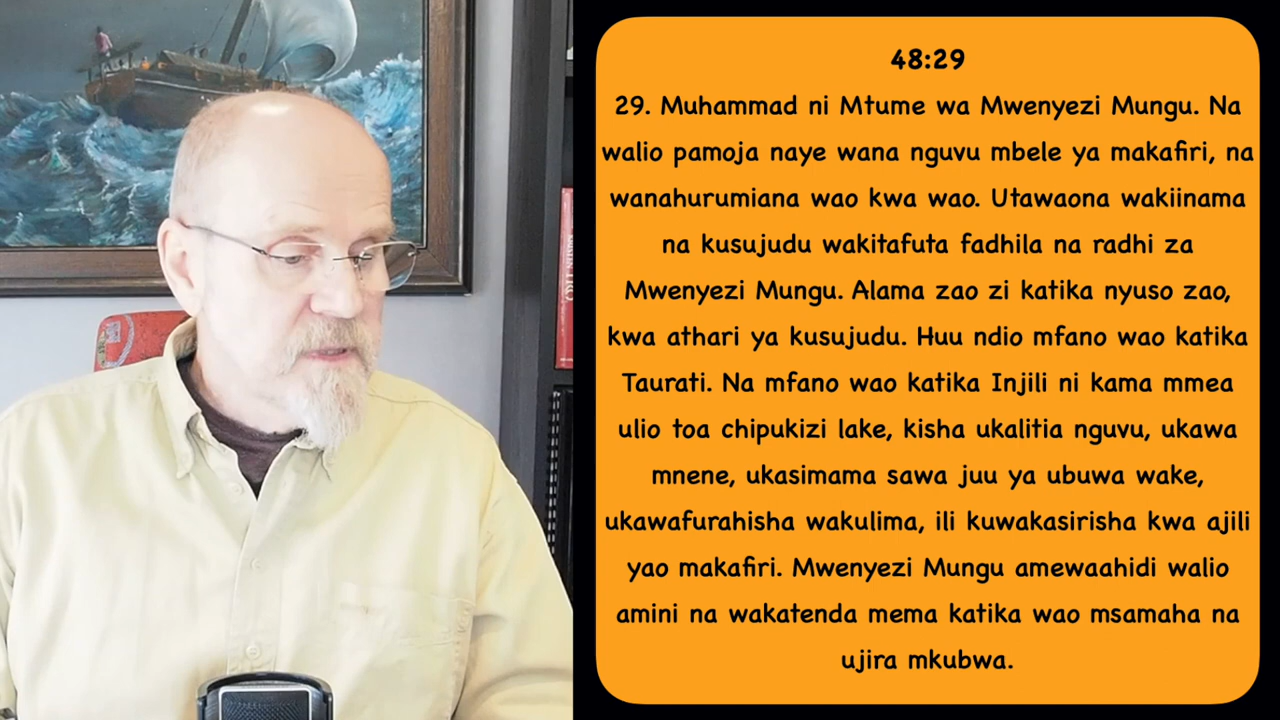 48:29
29. Muhammad ni Mtume wa Mwenyezi Mungu. Na
walio pamoja naye wana nguvu mbele ya makafiri, na
wanahurumiana wao kwa wao. Utawaona wakiinama
na kusujudu wakitafuta fadhila na radhi za
Mwenyezi Mungu. Alama zao zi katika nyuso zao,
kwa athari ya kusujudu. Huu ndio mfano wao katika
Taurati. Na mfano wao katika Injili ni kama mmea
ulio toa chipukizi lake, kisha ukalitia nguvu, ukawa
mnene, ukasimama sawa juu ya ubuwa wake,
ukawafurahisha wakulima, ili kuwakasirisha kwa ajili
yao makafiri. Mwenyezi Mungu amewaahidi walio
amini na wakatenda mema katika wao msamaha na
ujira mkubwa.